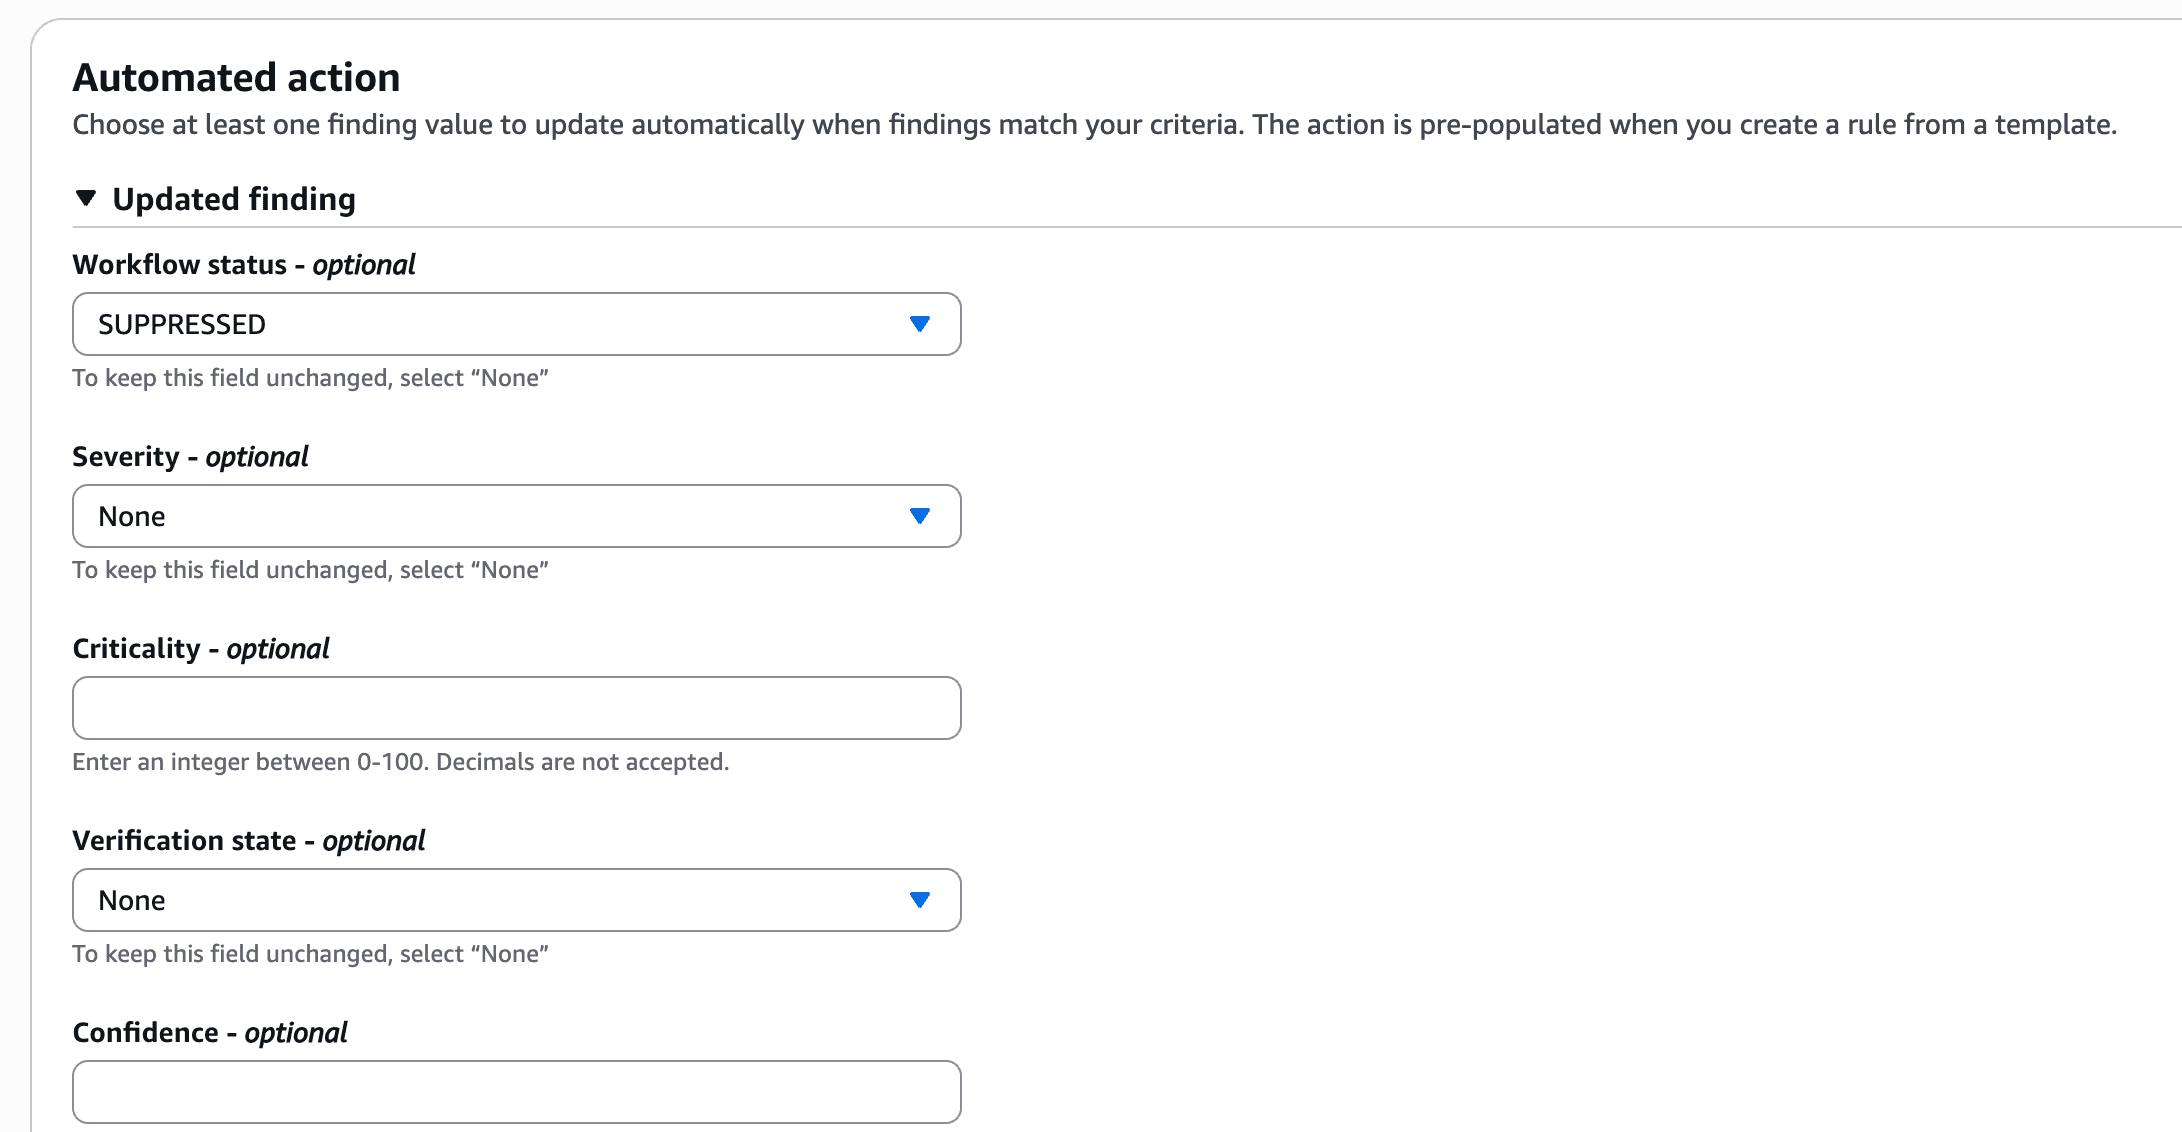 Automated action
Choose at least one finding value to update automatically when findings match your criteria. The action is pre-populated when you create a rule from a template.
Updated finding
Workflow status - optional
SUPPRESSED
To keep this field unchanged, select “None”
Severity - optional
None
To keep this field unchanged, select “None”
Criticality - optional
Enter an integer between 0-100. Decimals are not accepted.
Verification state - optional
None
To keep this field unchanged, select “None”
Confidence - optional